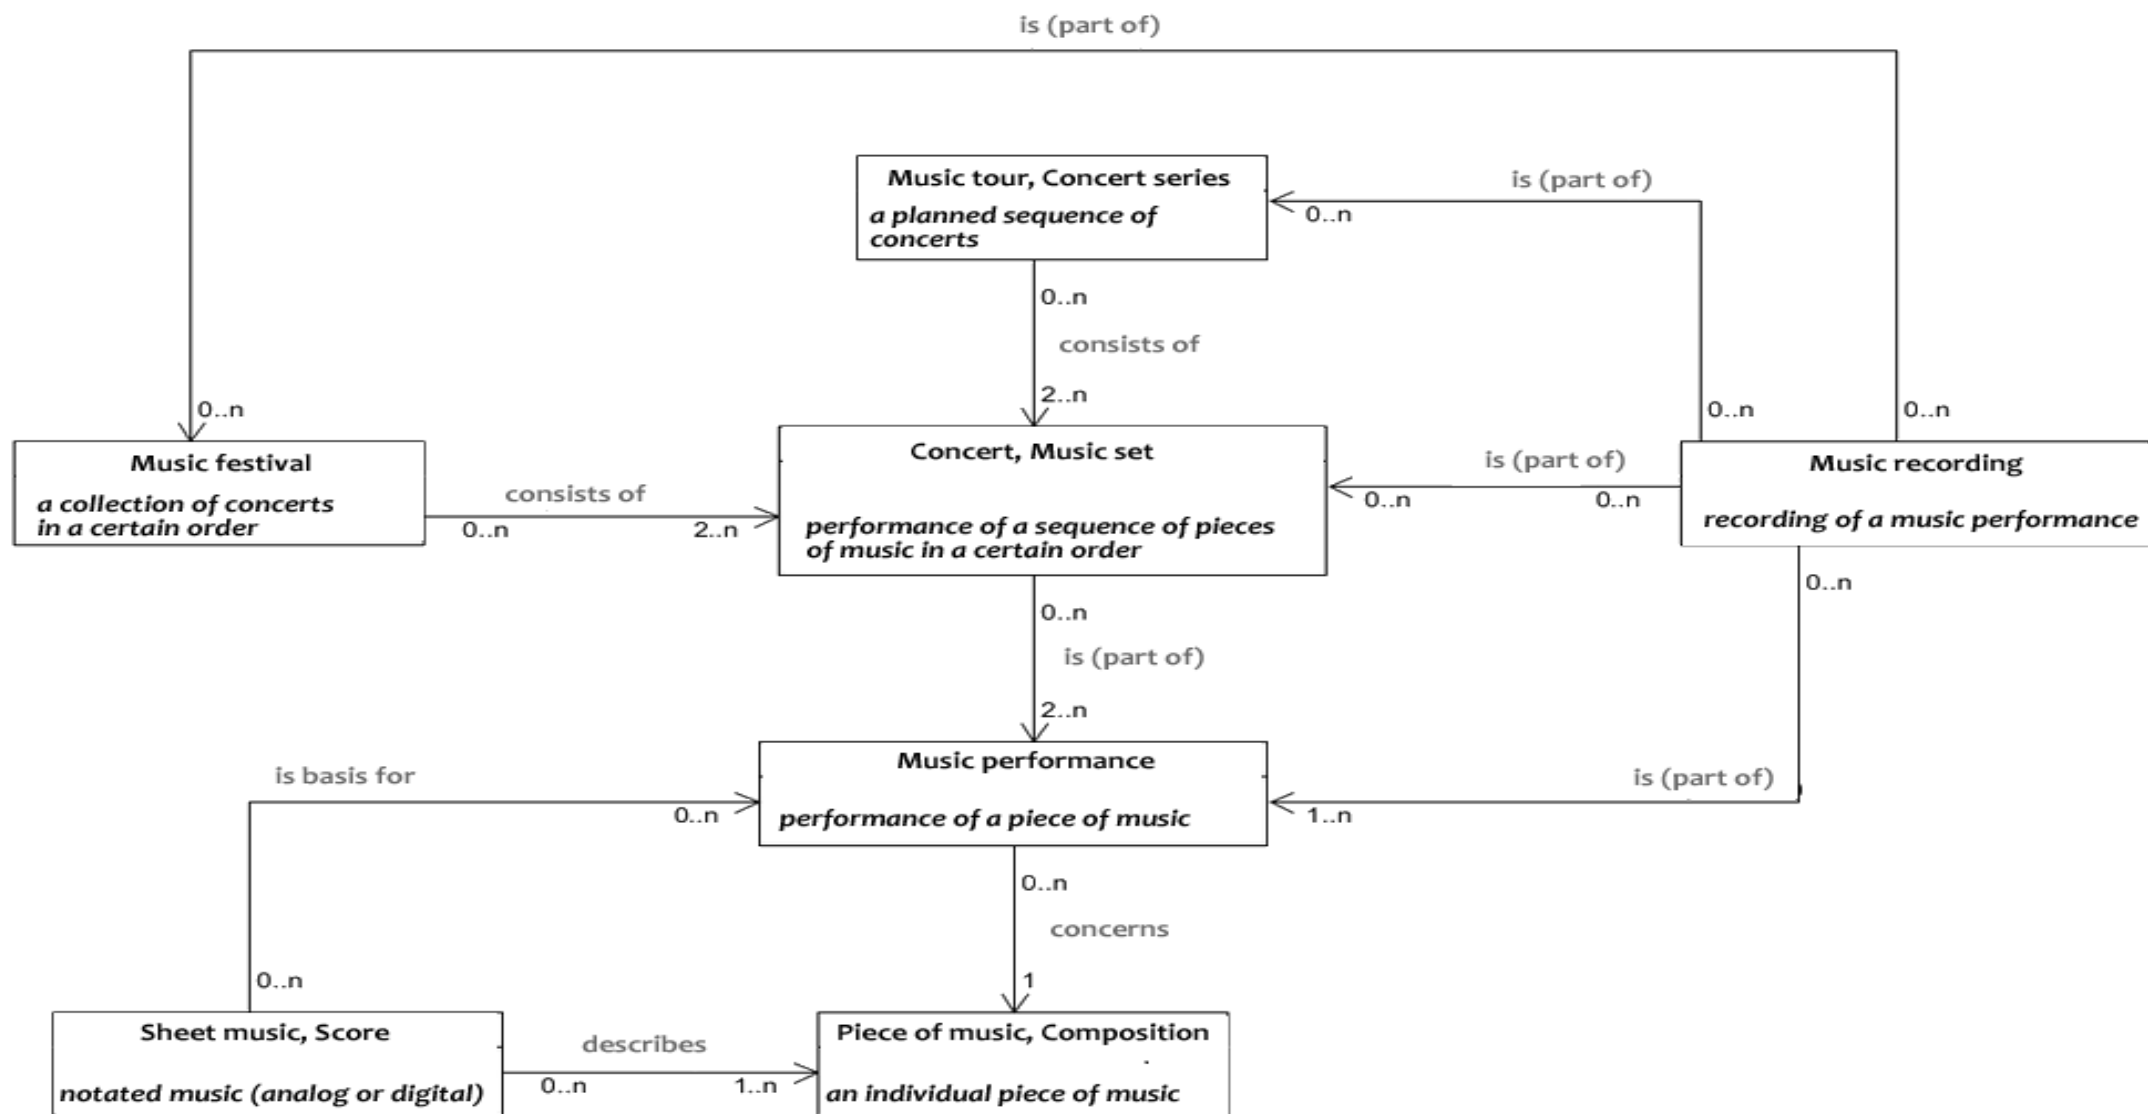 is (part of)
Music tour, Concert series
a planned sequence of
concerts
is (part of)
0..n
0..n
consists of
2..n
0..n
0..n
0..n
Music festival
a collection of concerts
in a certain order
consists of
0..n
2..n
Concert, Music set
performance of a sequence of pieces
of music in a certain order
is (part of)
0..n
0..n
Music recording
recording of a music performance
0..n
0..n
is (part of)
2..n
Music performance
performance of a piece of music
is basis for
0..n
is (part of)
1..n
0..n
concerns
1
0..n
Sheet music, Score
notated music (analog or digital)
describes
0..n
1..n
Piece of music, Composition
an individual piece of music